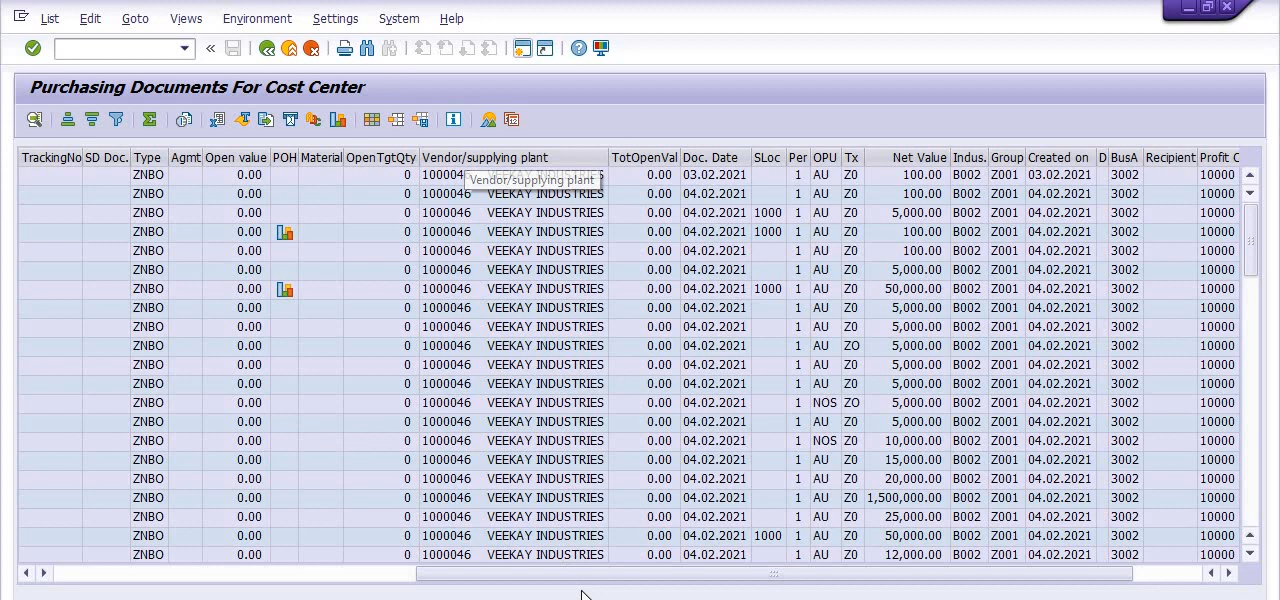 List Edit Goto Views Environment Settings System Help
Purchasing Documents For Cost Center
TrackingNo SD Doc. Type Agmt Open value POH Material OpenTgtQty Vendor/supplying plant TotOpenVal Doc. Date SLoc Per OPU Tx Net Value Indus. Group Created on D BusA Recipient Profit C
ZNBO 0.00 0 1000046 0.00 03.02.2021 1 AU Z0 100.00 B002 Z001 03.02.2021 3002 10000
Vendor/supplying plant
ZNBO 0.00 0 1000046 VEEKAY INDUSTRIES 0.00 04.02.2021 1 AU Z0 100.00 B002 Z001 04.02.2021 3002 10000
ZNBO 0.00 0 1000046 VEEKAY INDUSTRIES 0.00 04.02.2021 1000 1 AU Z0 5,000.00 B002 Z001 04.02.2021 3002 10000
ZNBO 0.00 0 1000046 VEEKAY INDUSTRIES 0.00 04.02.2021 1000 1 AU Z0 100.00 B002 Z001 04.02.2021 3002 10000
ZNBO 0.00 0 1000046 VEEKAY INDUSTRIES 0.00 04.02.2021 1 AU Z0 100.00 B002 Z001 04.02.2021 3002 10000
ZNBO 0.00 0 1000046 VEEKAY INDUSTRIES 0.00 04.02.2021 1 AU Z0 5,000.00 B002 Z001 04.02.2021 3002 10000
ZNBO 0.00 0 1000046 VEEKAY INDUSTRIES 0.00 04.02.2021 1000 1 AU Z0 50,000.00 B002 Z001 04.02.2021 3002 10000
ZNBO 0.00 0 1000046 VEEKAY INDUSTRIES 0.00 04.02.2021 1 AU Z0 5,000.00 B002 Z001 04.02.2021 3002 10000
ZNBO 0.00 0 1000046 VEEKAY INDUSTRIES 0.00 04.02.2021 1 AU Z0 5,000.00 B002 Z001 04.02.2021 3002 10000
ZNBO 0.00 0 1000046 VEEKAY INDUSTRIES 0.00 04.02.2021 1 AU ZO 5,000.00 B002 Z001 04.02.2021 3002 10000
ZNBO 0.00 0 1000046 VEEKAY INDUSTRIES 0.00 04.02.2021 1 AU Z0 5,000.00 B002 Z001 04.02.2021 3002 10000
ZNBO 0.00 0 1000046 VEEKAY INDUSTRIES 0.00 04.02.2021 1 AU Z0 5,000.00 B002 Z001 04.02.2021 3002 10000
ZNBO 0.00 0 1000046 VEEKAY INDUSTRIES 0.00 04.02.2021 1 NOS ZO 5,000.00 B002 Z001 04.02.2021 3002 10000
ZNBO 0.00 0 1000046 VEEKAY INDUSTRIES 0.00 04.02.2021 1 AU Z0 5,000.00 B002 Z001 04.02.2021 3002 10000
ZNBO 0.00 0 1000046 VEEKAY INDUSTRIES 0.00 04.02.2021 1 NOS Z0 10,000.00 B002 Z001 04.02.2021 3002 10000
ZNBO 0.00 0 1000046 VEEKAY INDUSTRIES 0.00 04.02.2021 1 AU Z0 15,000.00 B002 Z001 04.02.2021 3002 10000
ZNBO 0.00 0 1000046 VEEKAY INDUSTRIES 0.00 04.02.2021 1 AU Z0 20,000.00 B002 Z001 04.02.2021 3002 10000
ZNBO 0.00 0 1000046 VEEKAY INDUSTRIES 0.00 04.02.2021 1 AU Z0 1,500,000.00 B002 Z001 04.02.2021 3002 10000
ZNBO 0.00 0 1000046 VEEKAY INDUSTRIES 0.00 04.02.2021 1 AU Z0 25,000.00 B002 Z001 04.02.2021 3002 10000
ZNBO 0.00 0 1000046 VEEKAY INDUSTRIES 0.00 04.02.2021 1000 1 AU Z0 50,000.00 B002 Z001 04.02.2021 3002 10000
ZNBO 0.00 0 1000046 VEEKAY INDUSTRIES 0.00 04.02.2021 1 AU Z0 12,000.00 B002 Z001 04.02.2021 3002 10000